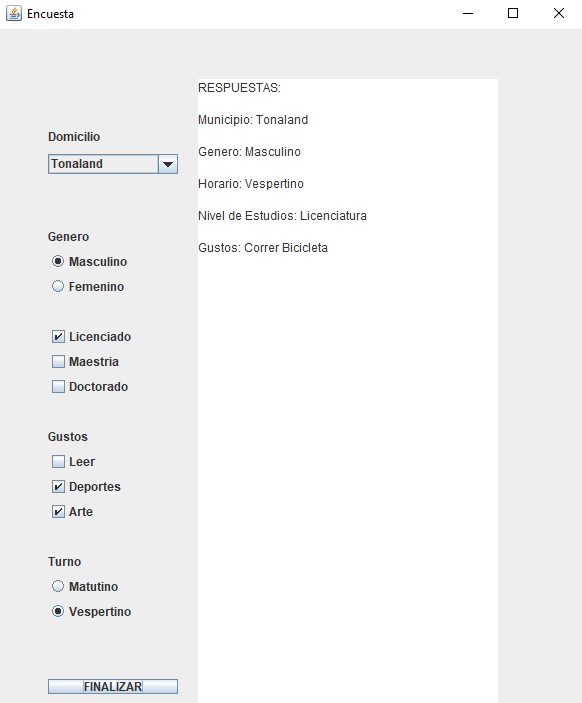 Encuesta
Domicilio
Tonaland
Genero
Masculino
Femenino
Licenciado
Maestria
Doctorado
Gustos
Leer
Deportes
Arte
Turno
Matutino
Vespertino
FINALIZAR
RESPUESTAS:
Municipio: Tonaland
Genero: Masculino
Horario: Vespertino
Nivel de Estudios: Licenciatura
Gustos: Correr Bicicleta